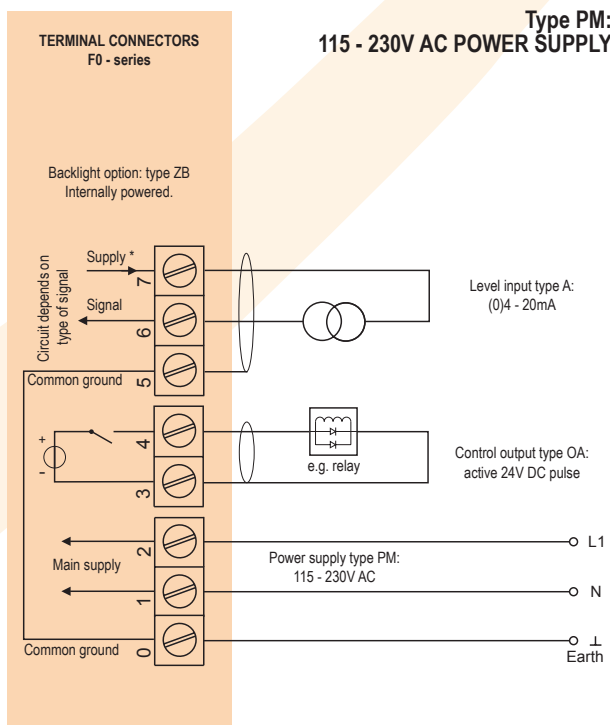 Type PM:
115 - 230V AC POWER SUPPLY
TERMINAL CONNECTORS
F0 - series
Backlight option: type ZB
Internally powered.
Circuit depends on
type of signal
Supply *
7
Signal
6
Common ground
5
Level input type A:
(0)4 - 20mA
+
-
4
3
e.g. relay
Control output type OA:
active 24V DC pulse
2
Main supply
1
Power supply type PM:
115 - 230V AC
L1
N
Common ground
0
⊥
Earth